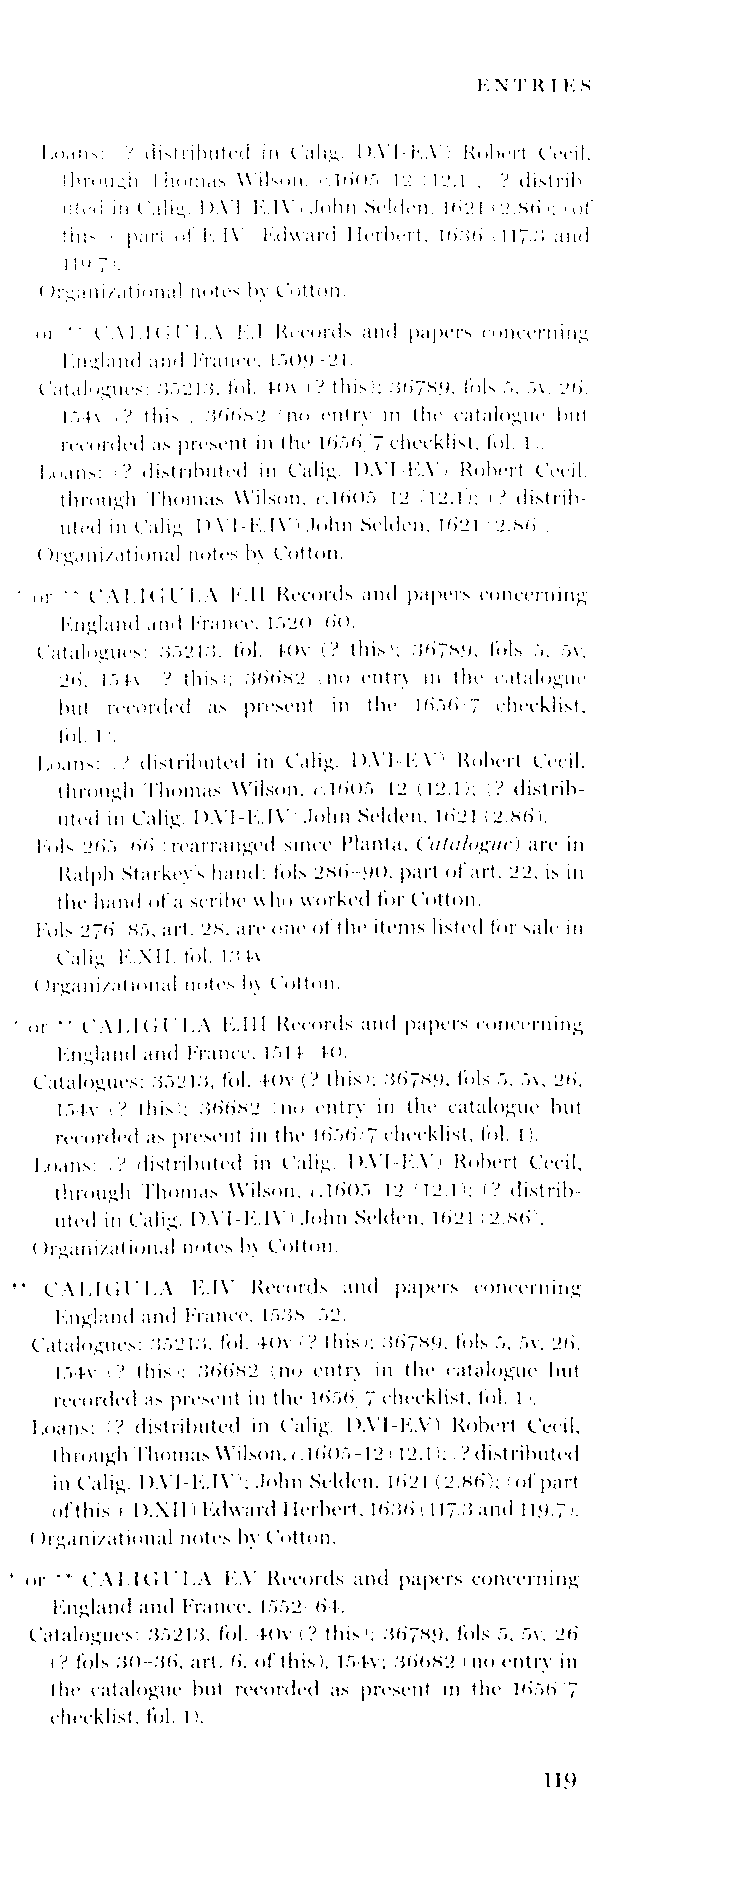 ENTRIES
Loans: (? distributed in Calig. D.VI-E.V) Robert Cecil,
through Thomas Wilson, c.1605–12 (12.1); (? distrib-
uted in Calig. D.VI–E.IV) John Selden, 1621 (2.86); (of
this + part of E.IV) Edward Herbert, 1636 (117.3 and
119.7).
Organizational notes by Cotton.
or ** CALIGULA E.I Records and papers concerning
England and France, 1509–21.
Catalogues: 35213, fol. 40v (? this); 36789, fols 5, 5v, 26,
154v (? this); 36682 (no entry in the catalogue but
recorded as present in the 1656/7 checklist, fol. 1).
Loans: (? distributed in Calig. D.VI-E.V) Robert Cecil,
through Thomas Wilson, c.1605–12 (12.1); (? distrib-
uted in Calig. D.VI-E.IV) John Selden, 1621 (2.86).
Organizational notes by Cotton.
* or ** CALIGULA E.II Records and papers concerning
England and France, 1520–60.
Catalogues: 35213, fol. 40v (? this); 36789, fols 5, 5v,
26, 154v (? this); 36682 (no entry in the catalogue
but recorded as present in the 1656/7 checklist,
fol. 1).
Loans: (? distributed in Calig. D.VI-E.V) Robert Cecil,
through Thomas Wilson, c.1605–12 (12.1); (? distrib-
uted in Calig. D.VI-E.IV) John Selden, 1621 (2.86).
Fols 265–66 (rearranged since Planta, Catalogue) are in
Ralph Starkey's hand; fols 286–90, part of art. 22, is in
the hand of a scribe who worked for Cotton.
Fols 276–85, art. 28, are one of the items listed for sale in
Calig. E.XII, fol. 134v.
Organizational notes by Cotton.
* or ** CALIGULA E.III Records and papers concerning
England and France, 1514–40.
Catalogues: 35213, fol. 40v (? this); 36789, fols 5, 5v, 26,
154v (? this); 36682 (no entry in the catalogue but
recorded as present in the 1656/7 checklist, fol. 1).
Loans: (? distributed in Calig. D.VI-E.V) Robert Cecil,
through Thomas Wilson, c.1605–12 (12.1); (? distrib-
uted in Calig. D.VI-E.IV) John Selden, 1621 (2.86).
Organizational notes by Cotton.
** CALIGULA E.IV Records and papers concerning
England and France, 1538–52.
Catalogues: 35213, fol. 40v (? this); 36789, fols 5, 5v, 26,
154v (? this); 36682 (no entry in the catalogue but
recorded as present in the 1656/7 checklist, fol. 1).
Loans: (? distributed in Calig. D.VI-E.V) Robert Cecil,
through Thomas Wilson, c.1605–12 (12.1); (? distributed
in Calig. D.VI-E.IV); John Selden, 1621 (2.86); (of part
of this + D.XII) Edward Herbert, 1636 (117.3 and 119.7).
Organizational notes by Cotton.
* or ** CALIGULA E.V Records and papers concerning
England and France, 1552–64.
Catalogues: 35213, fol. 40v (? this); 36789, fols 5, 5v, 26
(? fols 30–36, art. 6, of this), 154v; 36682 (no entry in
the catalogue but recorded as present in the 1656/7
checklist, fol. 1).
119